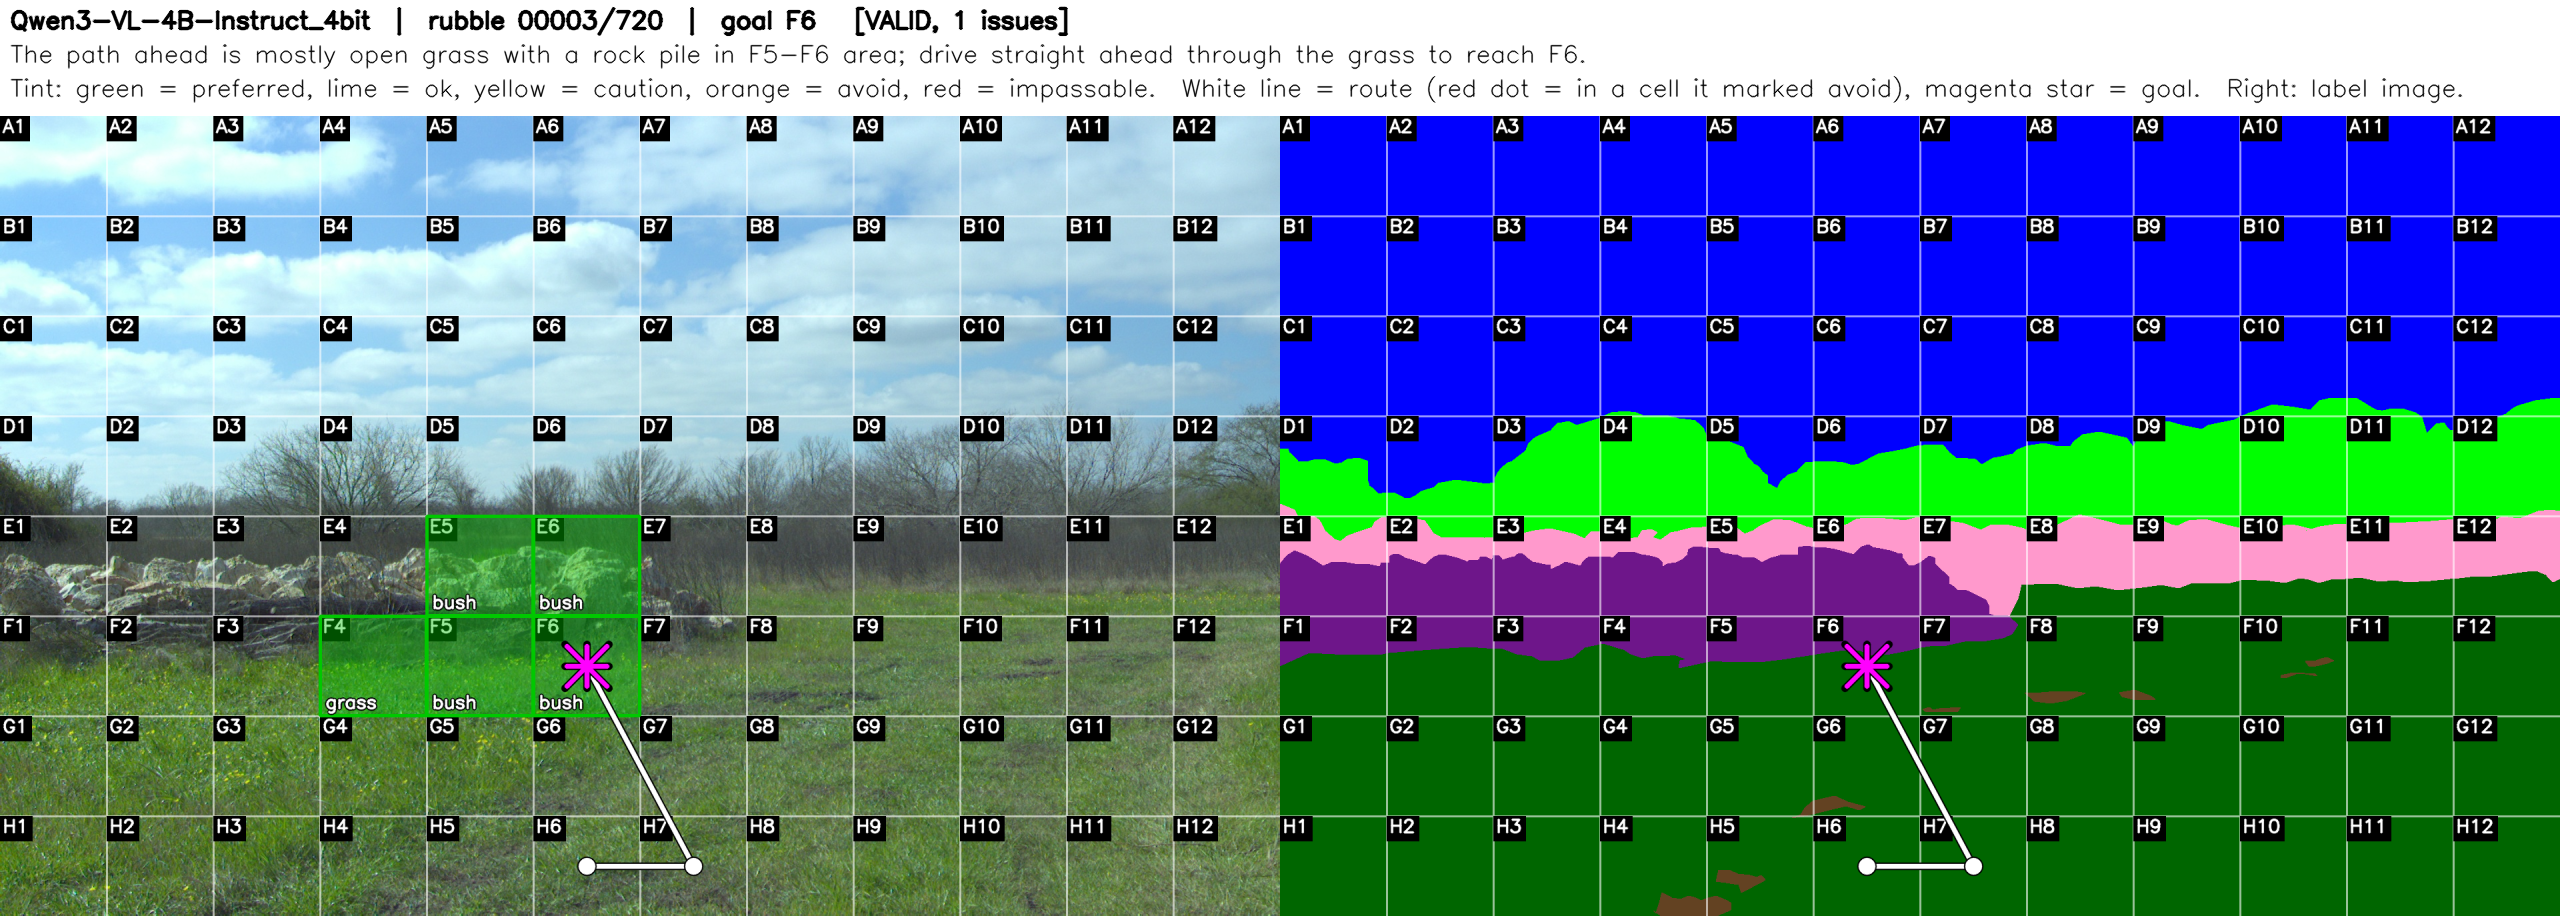 Qwen3-VL-4B-Instruct_4bit | rubble 00003/720 | goal F6 [VALID, 1 issues]
The path ahead is mostly open grass with a rock pile in F5-F6 area; drive straight ahead through the grass to reach F6.
Tint: green = preferred, lime = ok, yellow = caution, orange = avoid, red = impassable. White line = route (red dot = in a cell it marked avoid), magenta star = goal. Right: label image.
A1 A2 A3 A4 A5 A6 A7 A8 A9 A10 A11 A12 A1 A2 A3 A4 A5 A6 A7 A8 A9 A10 A11 A12
B1 B2 B3 B4 B5 B6 B7 B8 B9 B10 B11 B12 B1 B2 B3 B4 B5 B6 B7 B8 B9 B10 B11 B12
C1 C2 C3 C4 C5 C6 C7 C8 C9 C10 C11 C12 C1 C2 C3 C4 C5 C6 C7 C8 C9 C10 C11 C12
D1 D2 D3 D4 D5 D6 D7 D8 D9 D10 D11 D12 D1 D2 D3 D4 D5 D6 D7 D8 D9 D10 D11 D12
E1 E2 E3 E4 E5 E6 E7 E8 E9 E10 E11 E12 E1 E2 E3 E4 E5 E6 E7 E8 E9 E10 E11 E12
bush bush
F1 F2 F3 F4 F5 F6 F7 F8 F9 F10 F11 F12 F1 F2 F3 F4 F5 F6 F7 F8 F9 F10 F11 F12
grass bush bush
G1 G2 G3 G4 G5 G6 G7 G8 G9 G10 G11 G12 G1 G2 G3 G4 G5 G6 G7 G8 G9 G10 G11 G12
H1 H2 H3 H4 H5 H6 H7 H8 H9 H10 H11 H12 H1 H2 H3 H4 H5 H6 H7 H8 H9 H10 H11 H12